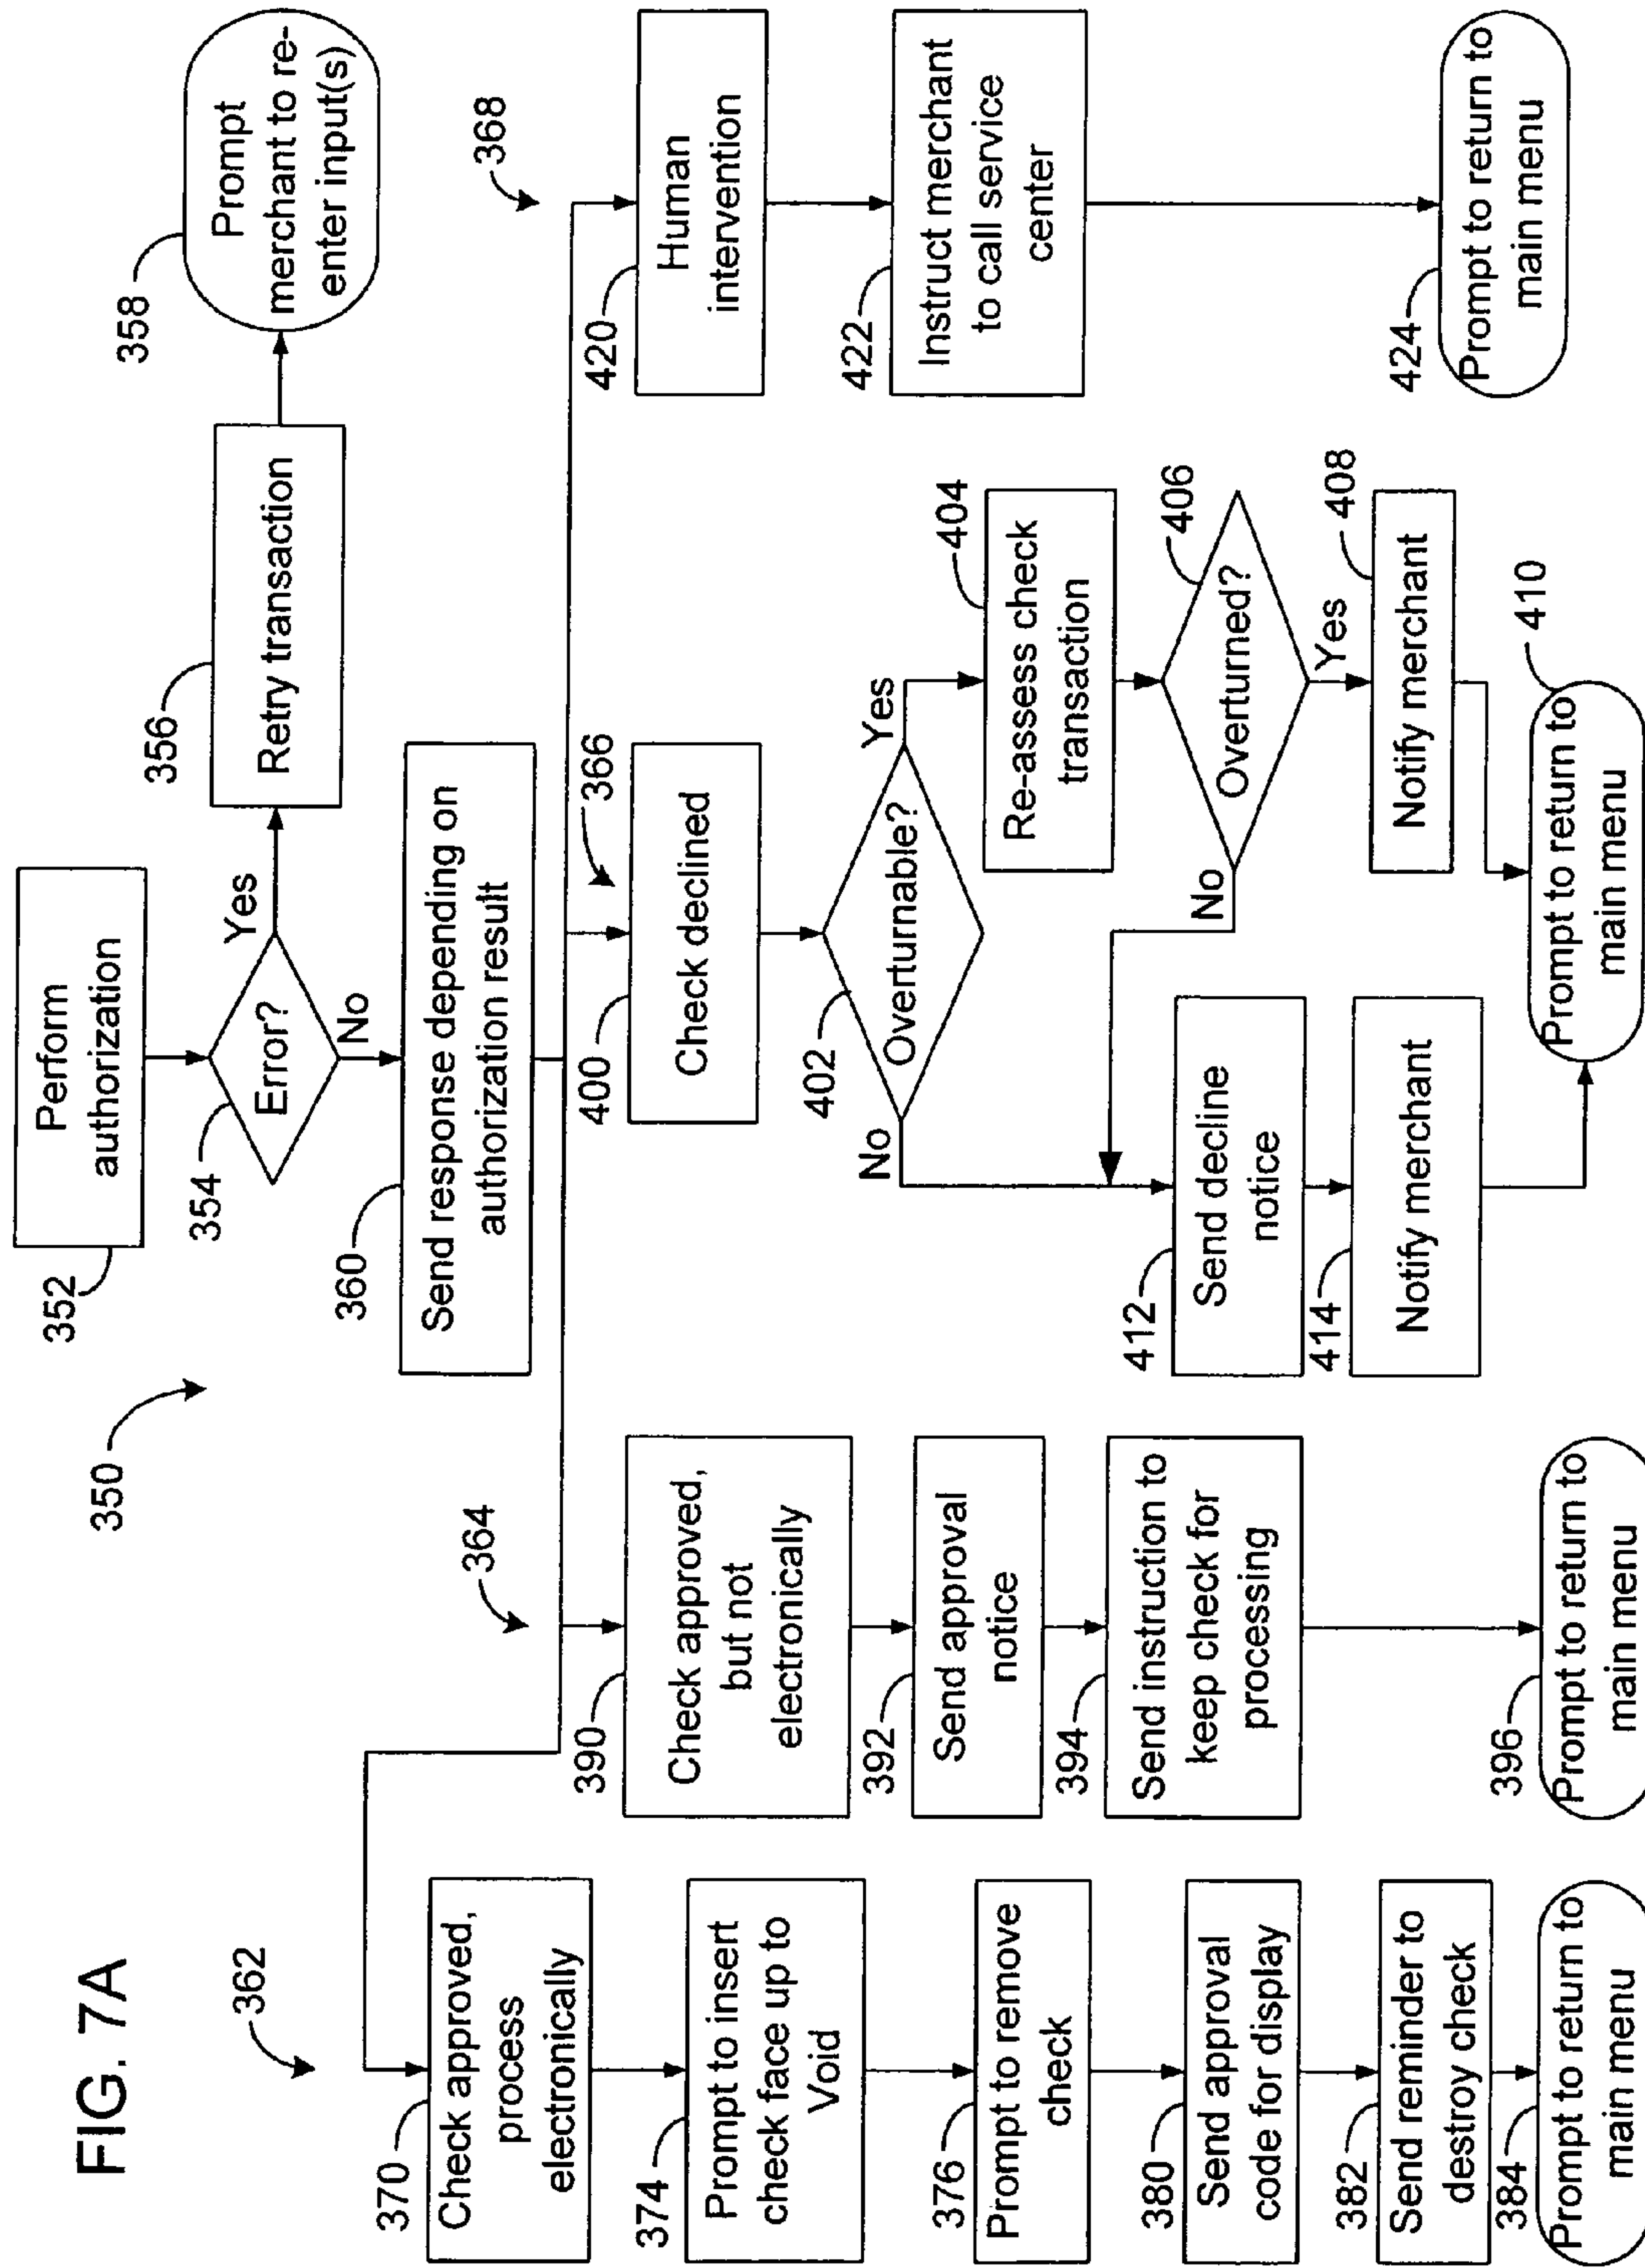 FIG. 7A
350
352
Perform
authorization
354
Error?
Yes
No
356
Retry transaction
358
Prompt
merchant to re-
enter input(s)
360
Send response depending on
authorization result
362
370
Check approved,
process
electronically
374
Prompt to insert
check face up to
Void
376
Prompt to remove
check
380
Send approval
code for display
382
Send reminder to
destroy check
384
Prompt to return to
main menu
364
390
Check approved,
but not
electronically
392
Send approval
notice
394
Send instruction to
keep check for
processing
396
Prompt to return to
main menu
366
400
Check declined
402
Overturnable?
No
Yes
404
Re-assess check
transaction
406
Overturned?
No
Yes
408
Notify merchant
410
Prompt to return to
main menu
412
Send decline
notice
414
Notify merchant
368
420
Human
intervention
422
Instruct merchant
to call service
center
424
Prompt to return to
main menu